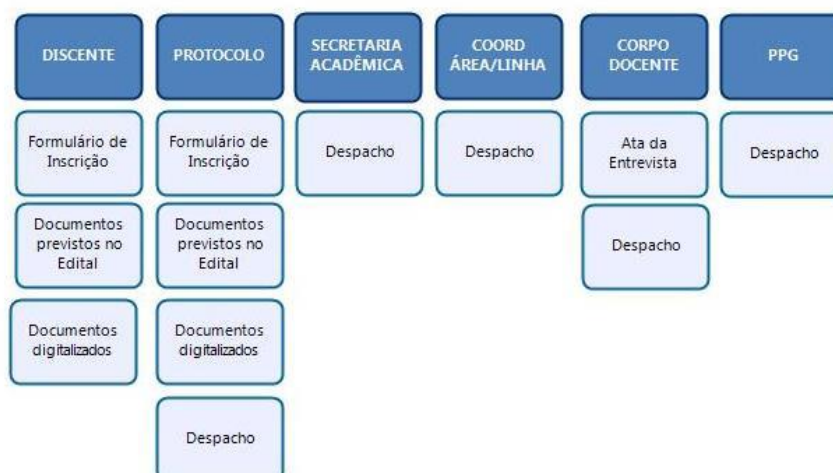 DISCENTE
PROTOCOLO
SECRETARIA
ACADÊMICA
COORD
ÁREA/LINHA
CORPO
DOCENTE
PPG
Formulário de
Inscrição
Formulário de
Inscrição
Despacho
Despacho
Ata da
Entrevista
Despacho
Documentos
previstos no
Edital
Documentos
previstos no
Edital
Despacho
Documentos
digitalizados
Documentos
digitalizados
Despacho